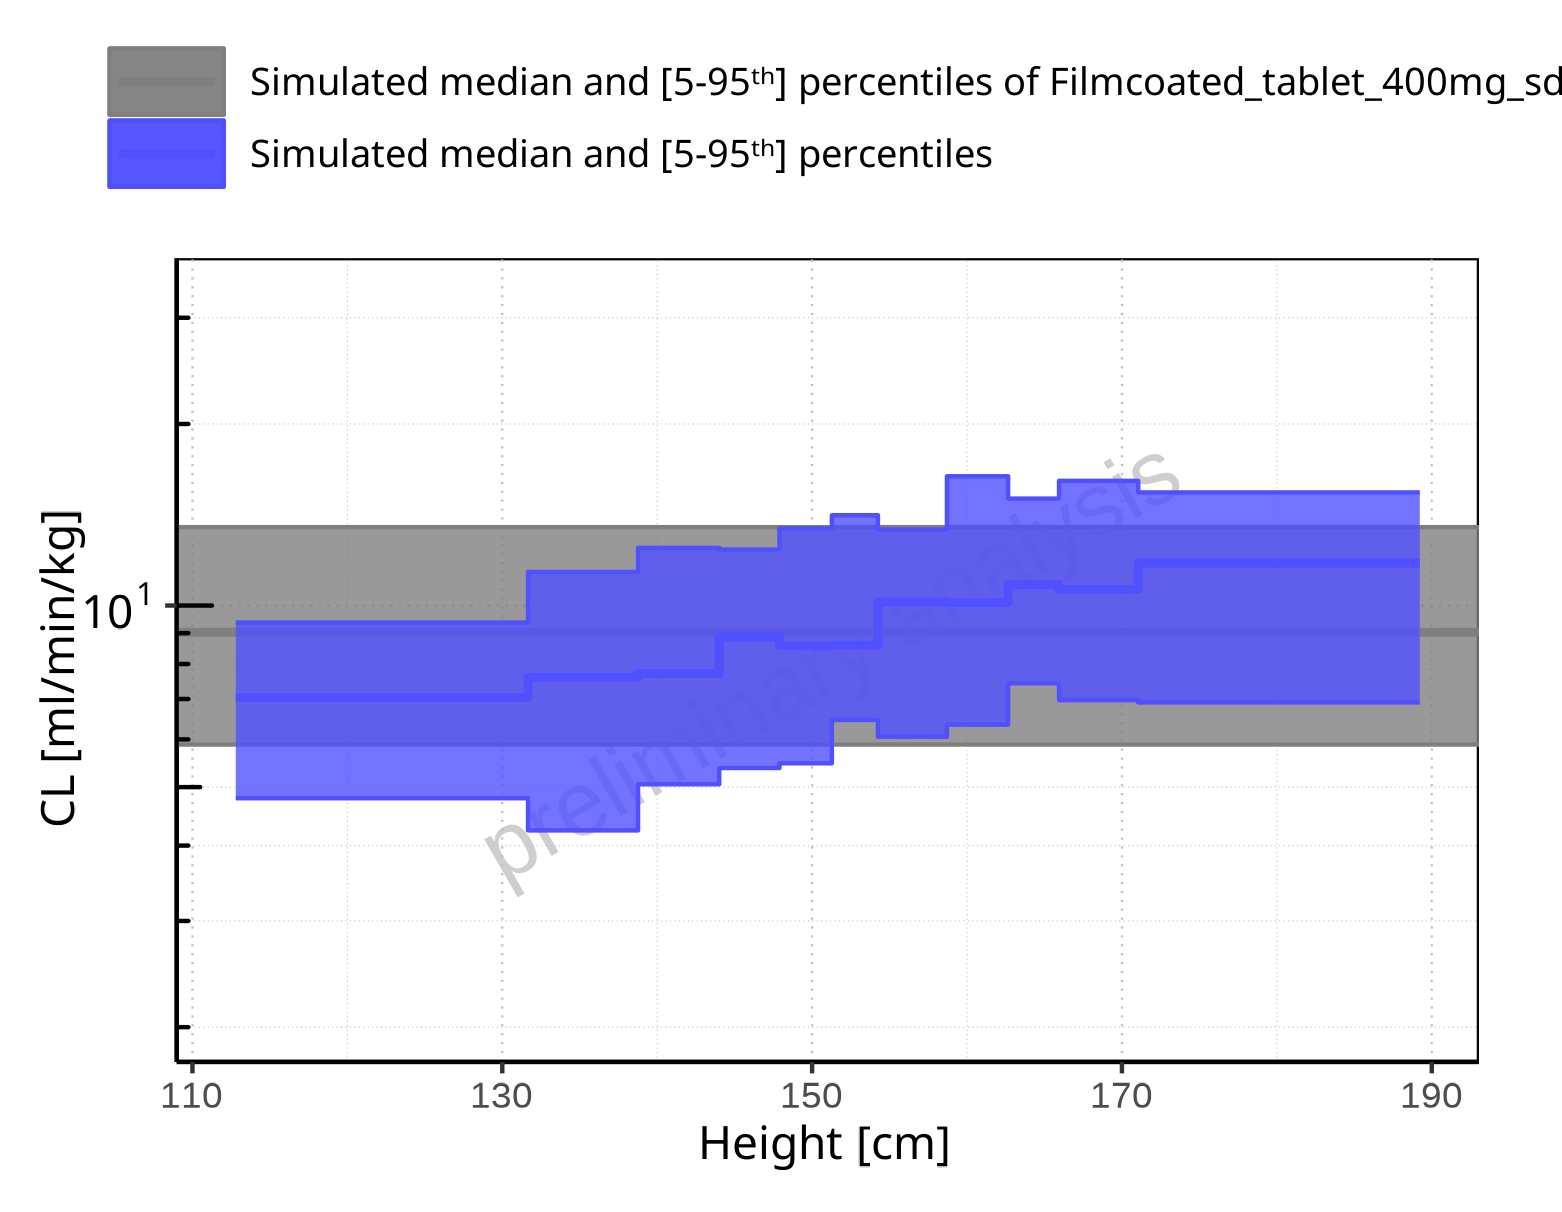 Simulated median and [5-95ᵗʰ] percentiles of Filmcoated_tablet_400mg_sd
Simulated median and [5-95ᵗʰ] percentiles
CL [ml/min/kg]
10¹
preliminary analysis
110 130 150 170 190
Height [cm]